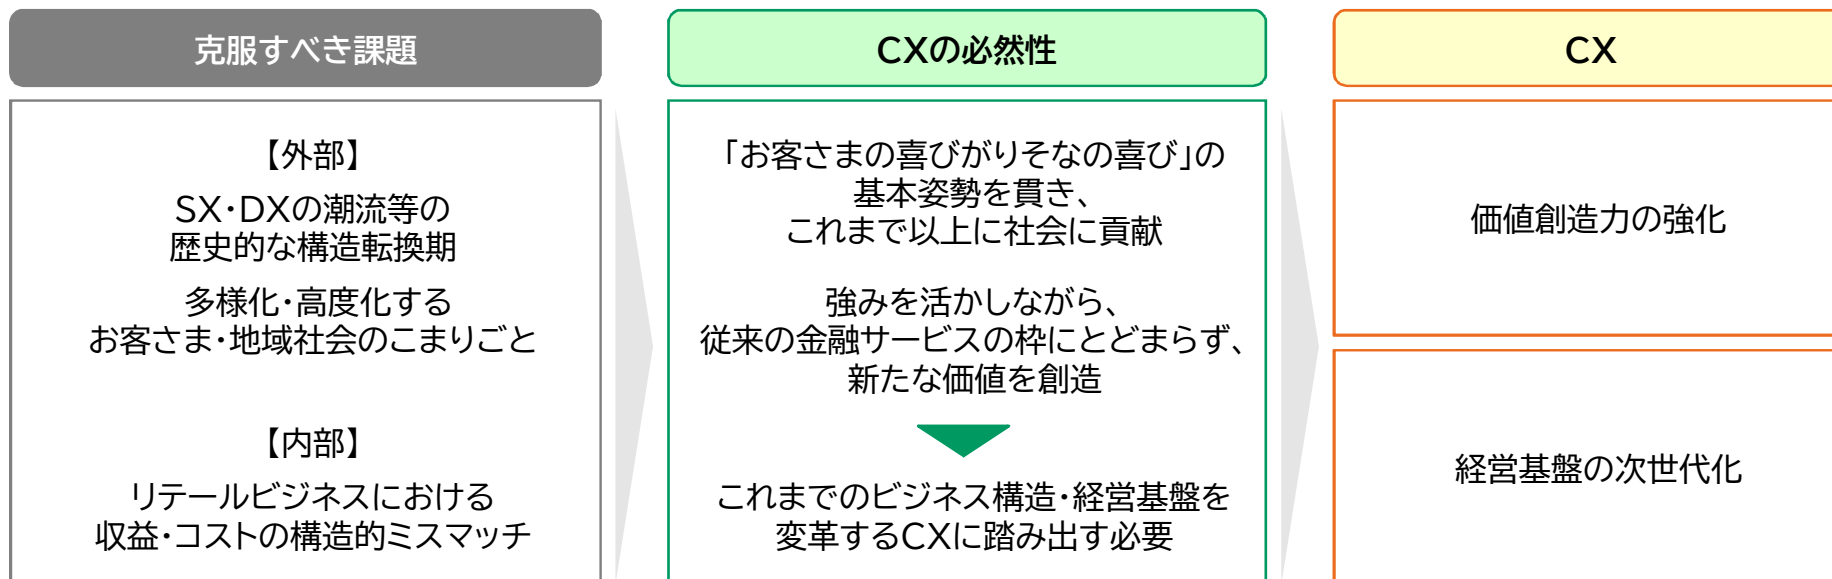 克服すべき課題
【外部】
SX・DXの潮流等の
歴史的な構造転換期
多様化・高度化する
お客さま・地域社会のこまりごと
【内部】
リテールビジネスにおける
収益・コストの構造的ミスマッチ
CXの必然性
「お客さまの喜びがりそなの喜び」の
基本姿勢を貫き、
これまで以上に社会に貢献
強みを活かしながら、
従来の金融サービスの枠にとどまらず、
新たな価値を創造
これまでのビジネス構造・経営基盤を
変革するCXに踏み出す必要
CX
価値創造力の強化
経営基盤の次世代化